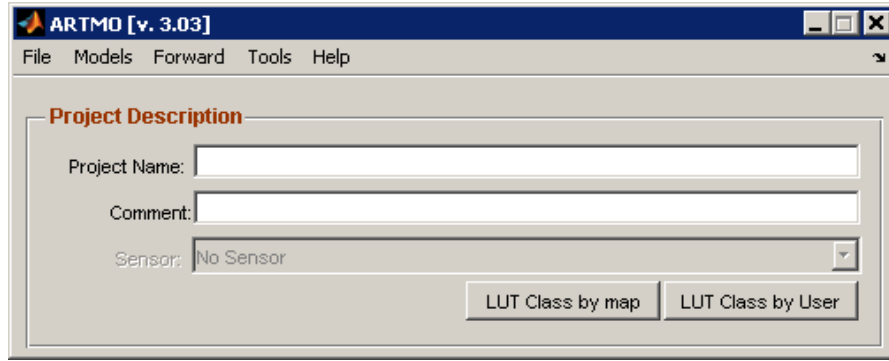 ARTMO [v. 3.03]
File Models Forward Tools Help
Project Description
Project Name:
Comment:
Sensor: No Sensor
LUT Class by map LUT Class by User